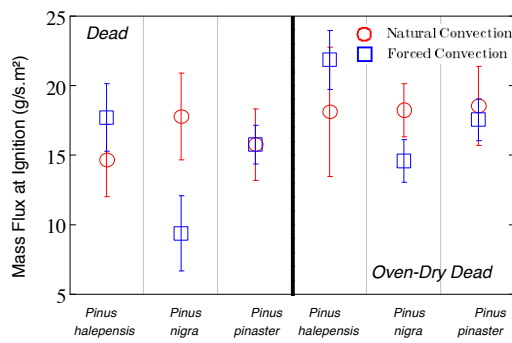 Dead
Natural Convection
Forced Convection
Mass Flux at Ignition (g/s.m²)
25
20
15
10
5
Oven-Dry Dead
Pinus Pinus Pinus Pinus Pinus Pinus
halepensis nigra pinaster halepensis nigra pinaster